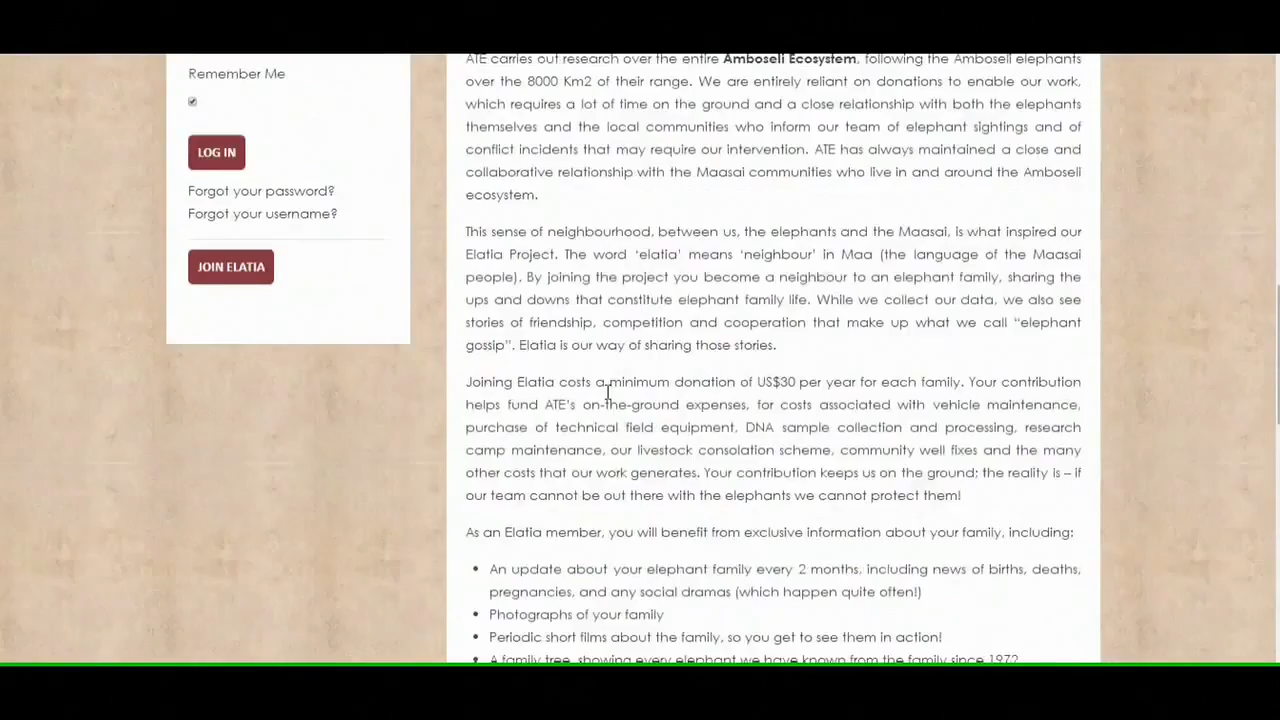 Remember Me
LOG IN
Forgot your password?
Forgot your username?
JOIN ELATIA
ATE carries out research over the entire Amboseli Ecosystem, following the Amboseli elephants
over the 8000 Km2 of their range. We are entirely reliant on donations to enable our work,
which requires a lot of time on the ground and a close relationship with both the elephants
themselves and the local communities who inform our team of elephant sightings and of
conflict incidents that may require our intervention. ATE has always maintained a close and
collaborative relationship with the Maasai communities who live in and around the Amboseli
ecosystem.
This sense of neighbourhood, between us, the elephants and the Maasai, is what inspired our
Elatia Project. The word ‘elatia’ means ‘neighbour’ in Maa (the language of the Maasai
people). By joining the project you become a neighbour to an elephant family, sharing the
ups and downs that constitute elephant family life. While we collect our data, we also see
stories of friendship, competition and cooperation that make up what we call “elephant
gossip”. Elatia is our way of sharing those stories.
Joining Elatia costs a minimum donation of US$30 per year for each family. Your contribution
helps fund ATE’s on-the-ground expenses, for costs associated with vehicle maintenance,
purchase of technical field equipment, DNA sample collection and processing, research
camp maintenance, our livestock consolation scheme, community well fixes and the many
other costs that our work generates. Your contribution keeps us on the ground; the reality is – if
our team cannot be out there with the elephants we cannot protect them!
As an Elatia member, you will benefit from exclusive information about your family, including:
• An update about your elephant family every 2 months, including news of births, deaths,
pregnancies, and any social dramas (which happen quite often!)
• Photographs of your family
• Periodic short films about the family, so you get to see them in action!
• A family tree, showing every elephant we have known from the family since 1972